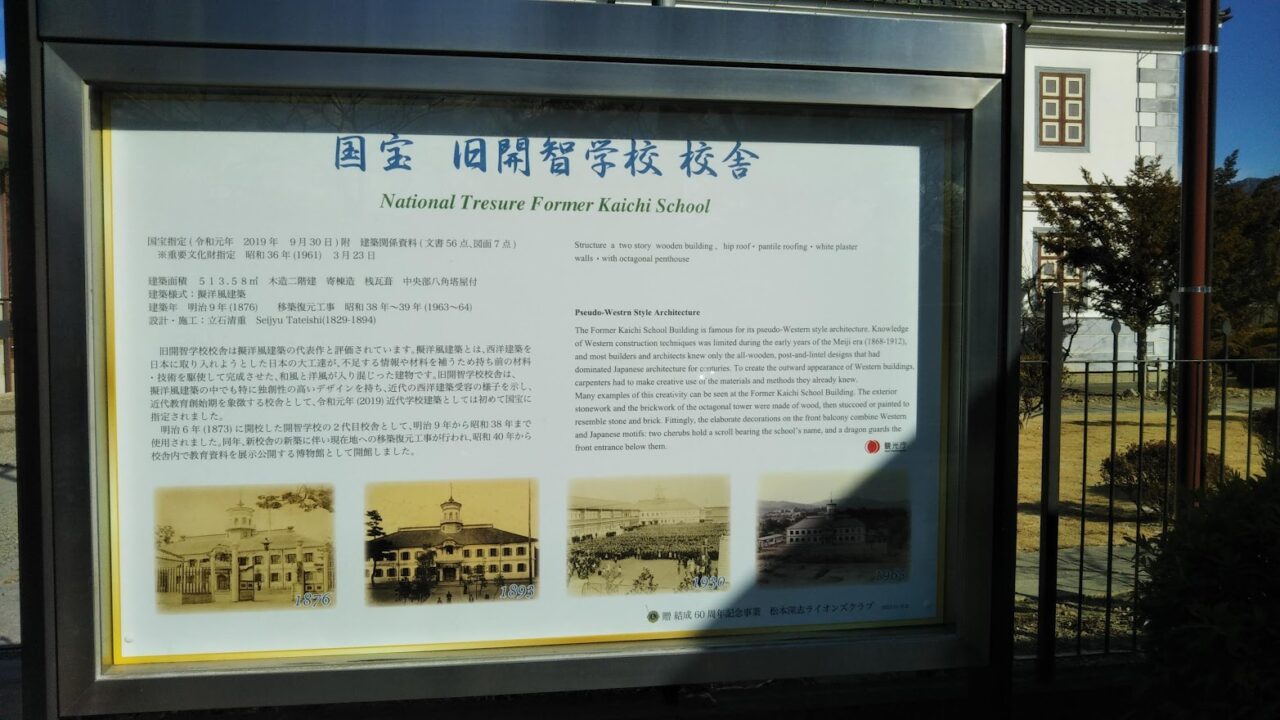 国宝 旧開智学校 校舎
National Tresure Former Kaichi School
国宝指定(令和元年 2019年 9月30日)附 建築関係資料(文書56点、図面7点)
※重要文化財指定 昭和36年(1961) 3月23日
建築面積 513.58㎡ 木造二階建 寄棟造 桟瓦葺 中央部八角塔屋付
建築様式:擬洋風建築
建築年 明治9年(1876) 移築復元工事 昭和38年~39年(1963~64)
設計・施工:立石清重 Seijyu Tateishi(1829-1894)
旧開智学校校舎は擬洋風建築の代表作と評価されています。擬洋風建築とは、西洋建築を
日本に取り入れようとした日本の大工達が、不足する情報や材料を補うため持ち前の材料
・技術を駆使して完成させた、和風と洋風が入り混じった建物です。旧開智学校校舎は、
擬洋風建築の中でも特に独創性の高いデザインを持ち、近代の西洋建築受容の様子を示し、
近代教育創始期を象徴する校舎として、令和元年(2019)近代学校建築としては初めて国宝に
指定されました。
明治6年(1873)に開校した開智学校の2代目校舎として、明治9年から昭和38年まで
使用されました。同年、新校舎の新築に伴い現在地への移築復元工事が行われ、昭和40年から
校舎内で教育資料を展示公開する博物館として開館しました。
Structure a two story wooden building, hip roof・pantile roofing・white plaster
walls・with octagonal penthouse
Pseudo-Westrn Style Architecture
The Former Kaichi School Building is famous for its pseudo-Western style architecture. Knowledge
of Western construction techniques was limited during the early years of the Meiji era (1868-1912),
and most builders and architects knew only the all-wooden, post-and-lintel designs that had
dominated Japanese architecture for centuries. To create the outward appearance of Western buildings,
carpenters had to make creative use of the materials and methods they already knew.
Many examples of this creativity can be seen at the Former Kaichi School Building. The exterior
stonework and the brickwork of the octagonal tower were made of wood, then stuccoed or painted to
resemble stone and brick. Fittingly, the elaborate decorations on the front balcony combine Western
and Japanese motifs: two cherubs hold a scroll bearing the school's name, and a dragon guards the
front entrance below them.
観光庁
1876
1893
1930
贈 結成60周年記念事業 松本深志ライオンズクラブ